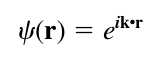 ψ(r) = e^{ik•r}